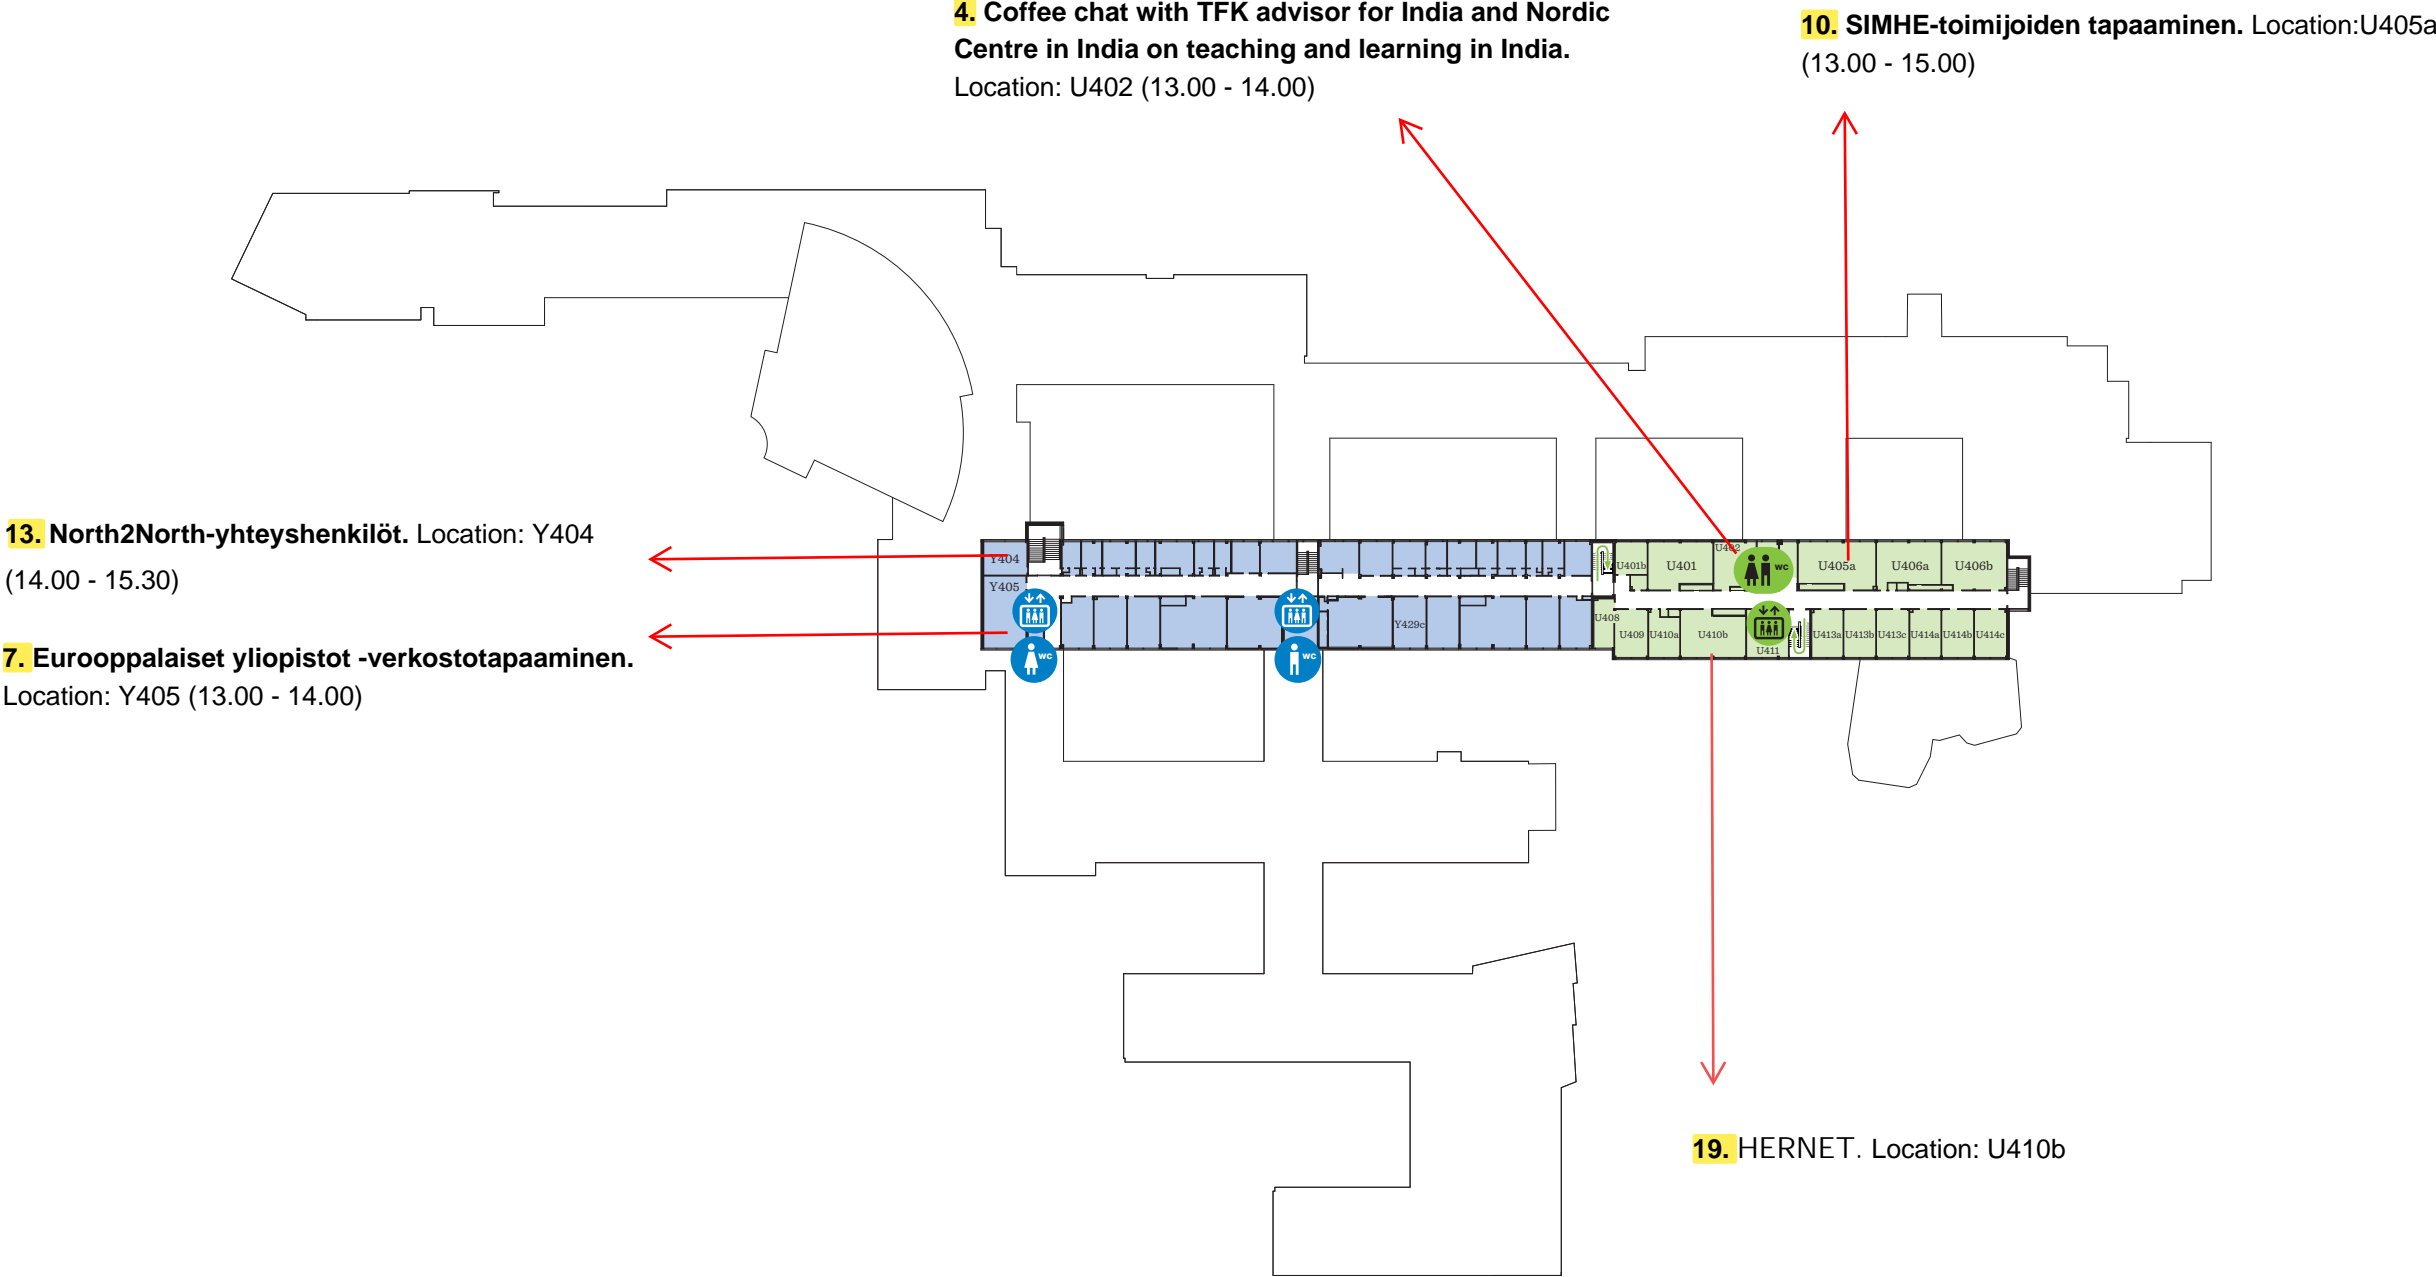 4. Coffee chat with TFK advisor for India and Nordic
Centre in India on teaching and learning in India.
Location: U402 (13.00 - 14.00)
10. SIMHE-toimijoiden tapaaminen. Location:U405a
(13.00 - 15.00)
13. North2North-yhteyshenkilöt. Location: Y404
(14.00 - 15.30)
7. Eurooppalaiset yliopistot -verkostotapaaminen.
Location: Y405 (13.00 - 14.00)
Y404
Y405
wc
wc
Y429c
U401b
U401
U402
wc
U405a
U406a
U406b
U408
U409
U410a
U410b
U411
U413a
U413b
U413c
U414a
U414b
U414c
19. HERNET. Location: U410b